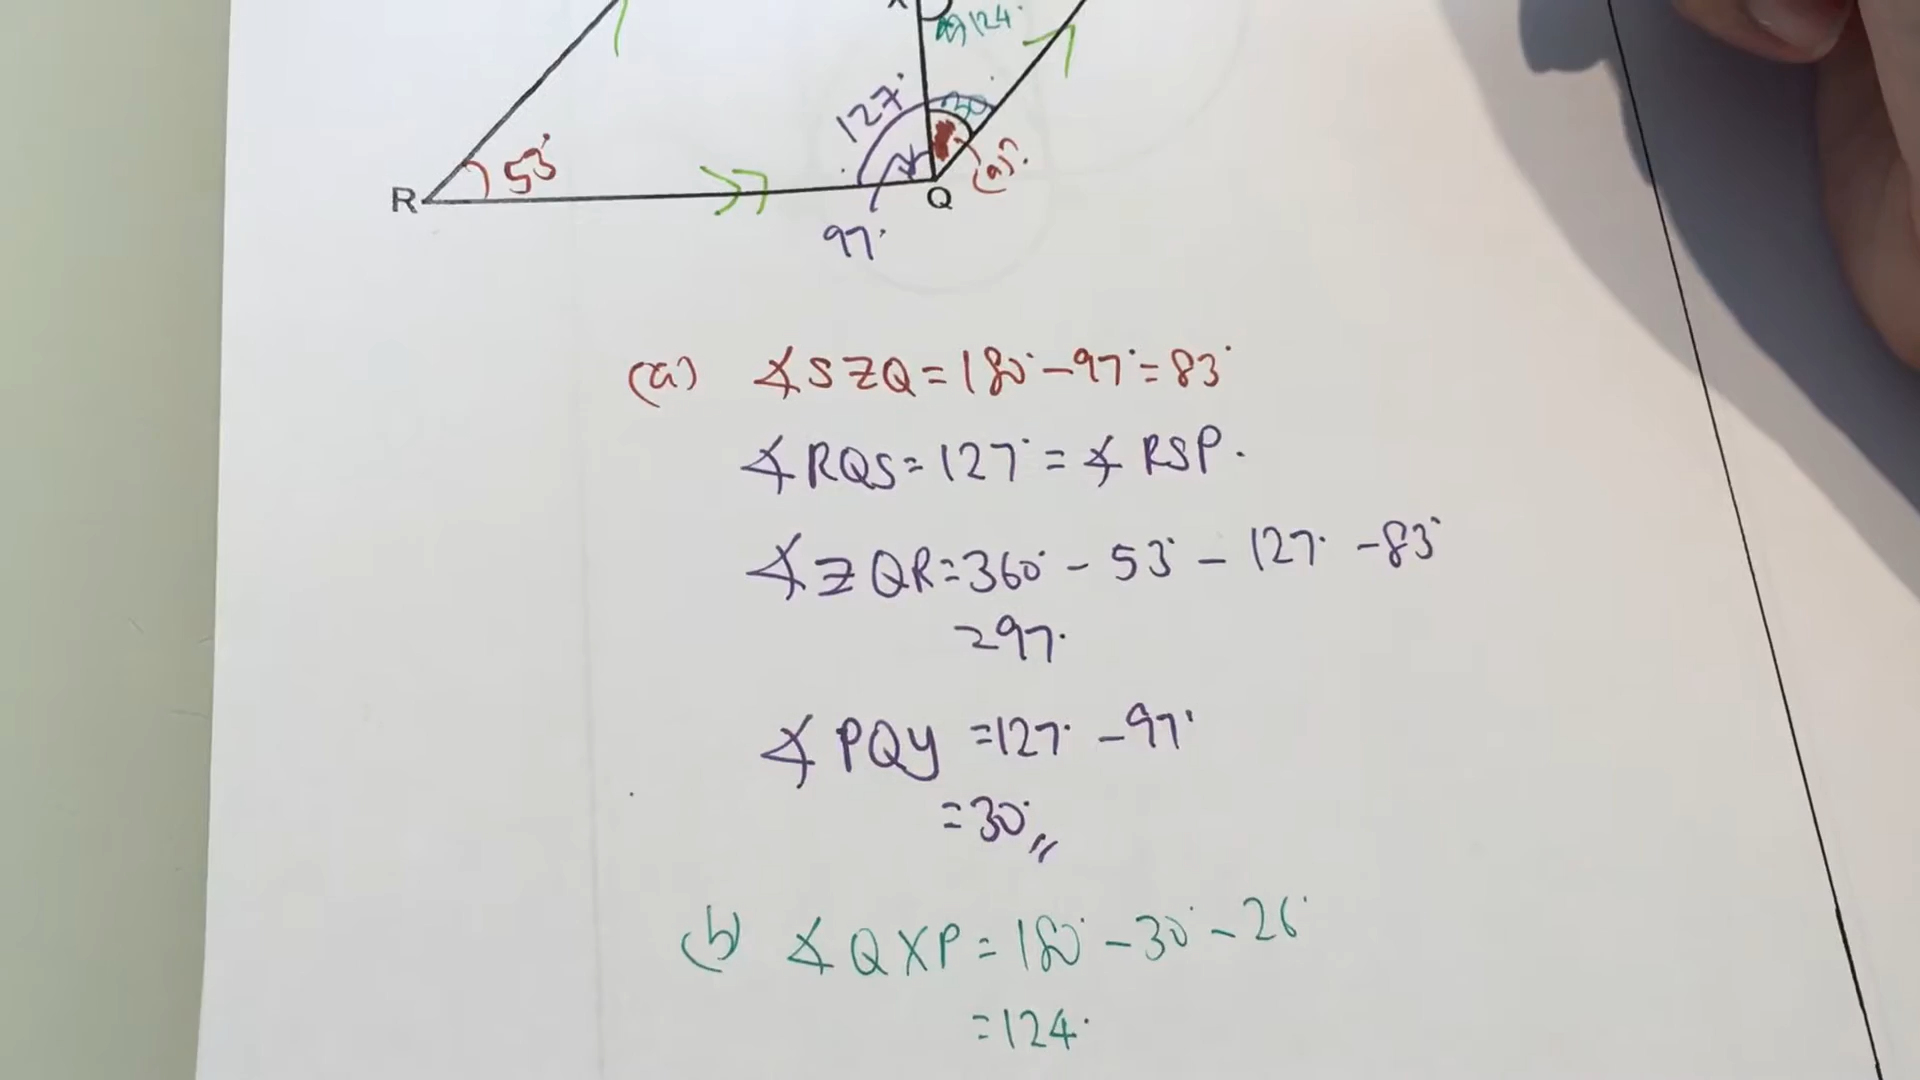 124°
127°
30°
R
53°
Q
(a).
97°
(a) ∡SZQ = 180° - 97° = 83°
∡RQS = 127° = ∡RSP.
∡ZQR = 360° - 53° - 127° - 83°
= 97°
∡PQY = 127° - 97°
= 30°,,
(b) ∡QXP = 180° - 30° - 26°
= 124°